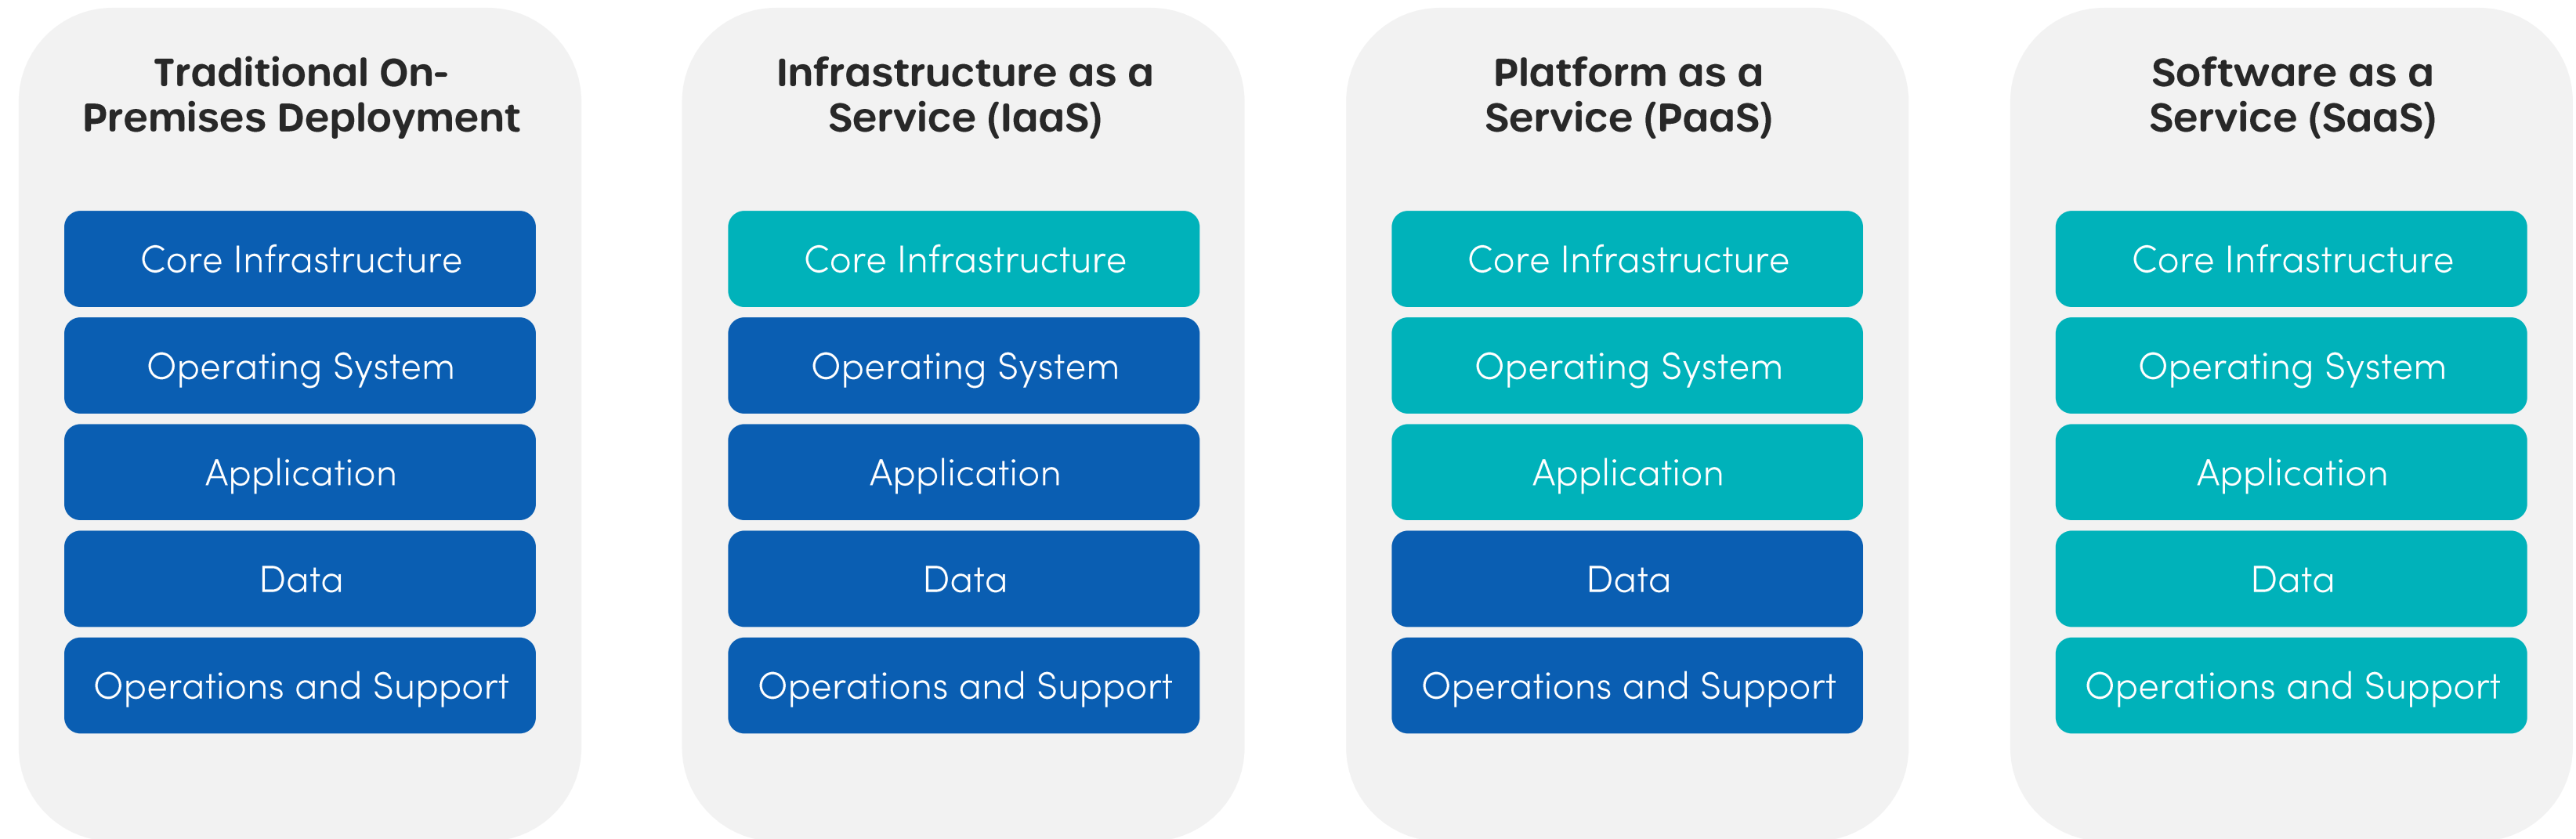 Traditional On-
Premises Deployment
Core Infrastructure
Operating System
Application
Data
Operations and Support
Infrastructure as a
Service (IaaS)
Core Infrastructure
Operating System
Application
Data
Operations and Support
Platform as a
Service (PaaS)
Core Infrastructure
Operating System
Application
Data
Operations and Support
Software as a
Service (SaaS)
Core Infrastructure
Operating System
Application
Data
Operations and Support